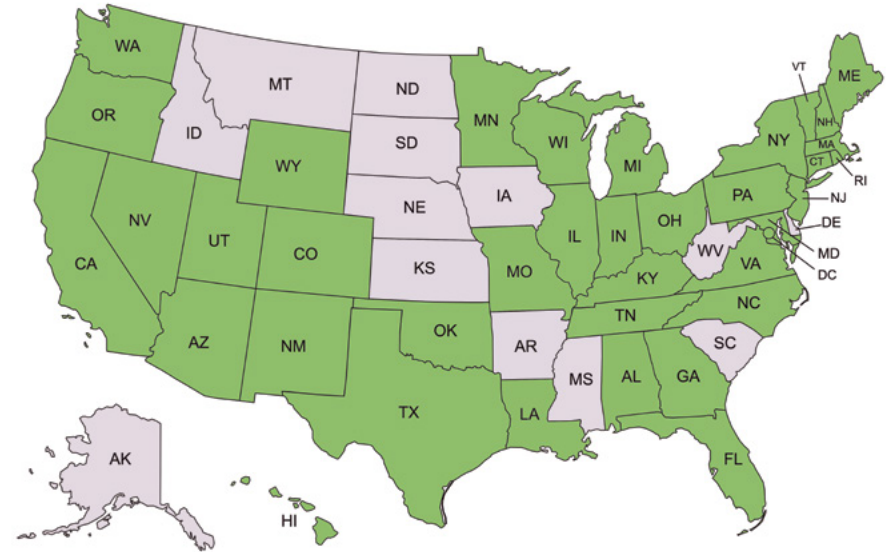 WA
MT
ND
MN
VT
ME
OR
ID
SD
WI
NH
NY
MA
WY
MI
CT
RI
NE
IA
PA
NJ
NV
OH
DE
UT
IL
IN
CO
WV
MD
CA
KS
MO
VA
DC
KY
NC
AZ
NM
OK
TN
AR
SC
MS
AL
GA
TX
LA
AK
FL
HI